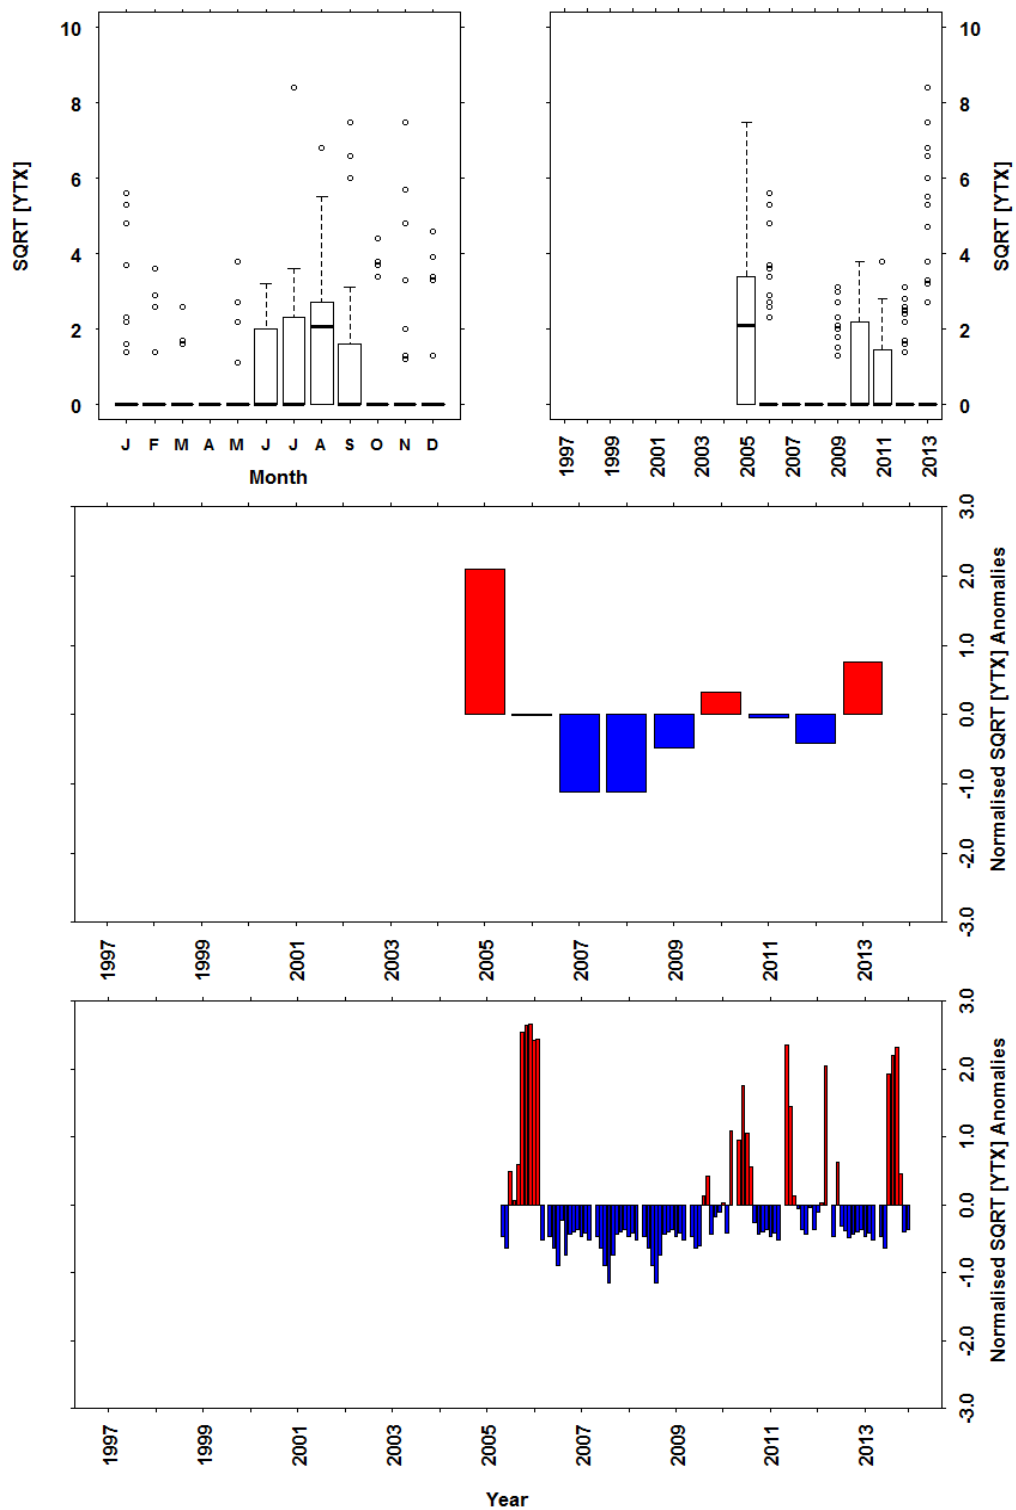 10
8
6
4
2
0
SQRT [YTX]
J F M A M J J A S O N D
Month
10
8
6
4
2
0
SQRT [YTX]
1997 1999 2001 2003 2005 2007 2009 2011 2013
3.0
2.0
1.0
0.0
-1.0
-2.0
-3.0
Normalised SQRT [YTX] Anomalies
1997 1999 2001 2003 2005 2007 2009 2011 2013
3.0
2.0
1.0
0.0
-1.0
-2.0
-3.0
Normalised SQRT [YTX] Anomalies
1997 1999 2001 2003 2005 2007 2009 2011 2013
Year